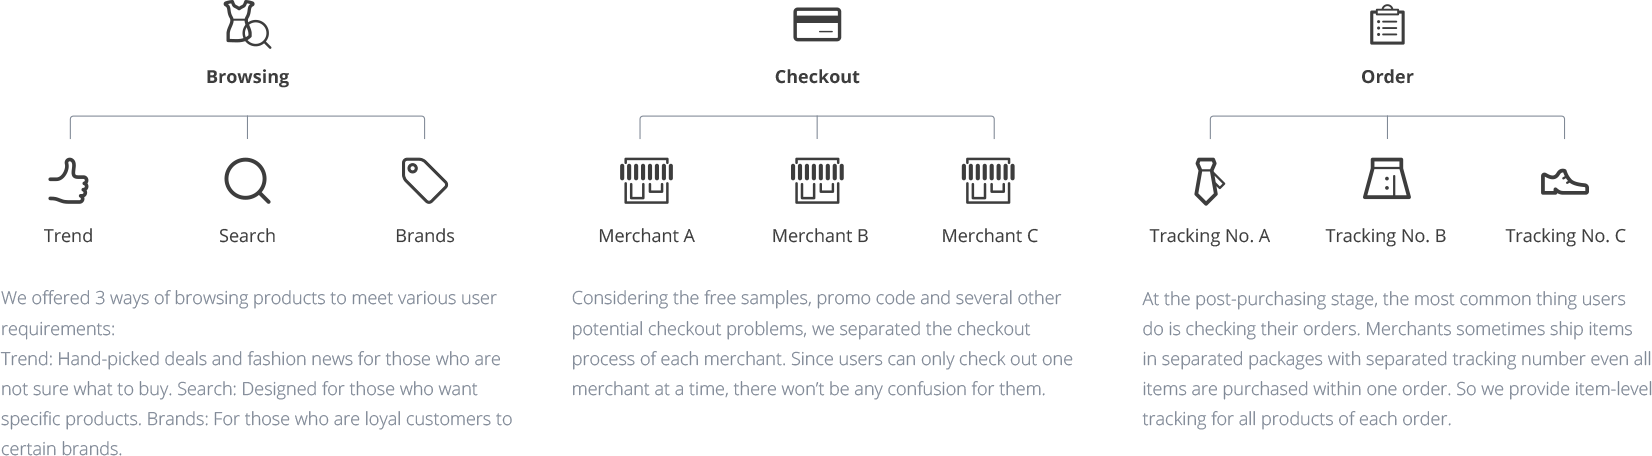 Browsing
Trend
Search
Brands
We offered 3 ways of browsing products to meet various user
requirements:
Trend: Hand-picked deals and fashion news for those who are
not sure what to buy. Search: Designed for those who want
specific products. Brands: For those who are loyal customers to
certain brands.
Checkout
Merchant A
Merchant B
Merchant C
Considering the free samples, promo code and several other
potential checkout problems, we separated the checkout
process of each merchant. Since users can only check out one
merchant at a time, there won’t be any confusion for them.
Order
Tracking No. A
Tracking No. B
Tracking No. C
At the post-purchasing stage, the most common thing users
do is checking their orders. Merchants sometimes ship items
in separated packages with separated tracking number even all
items are purchased within one order. So we provide item-level
tracking for all products of each order.